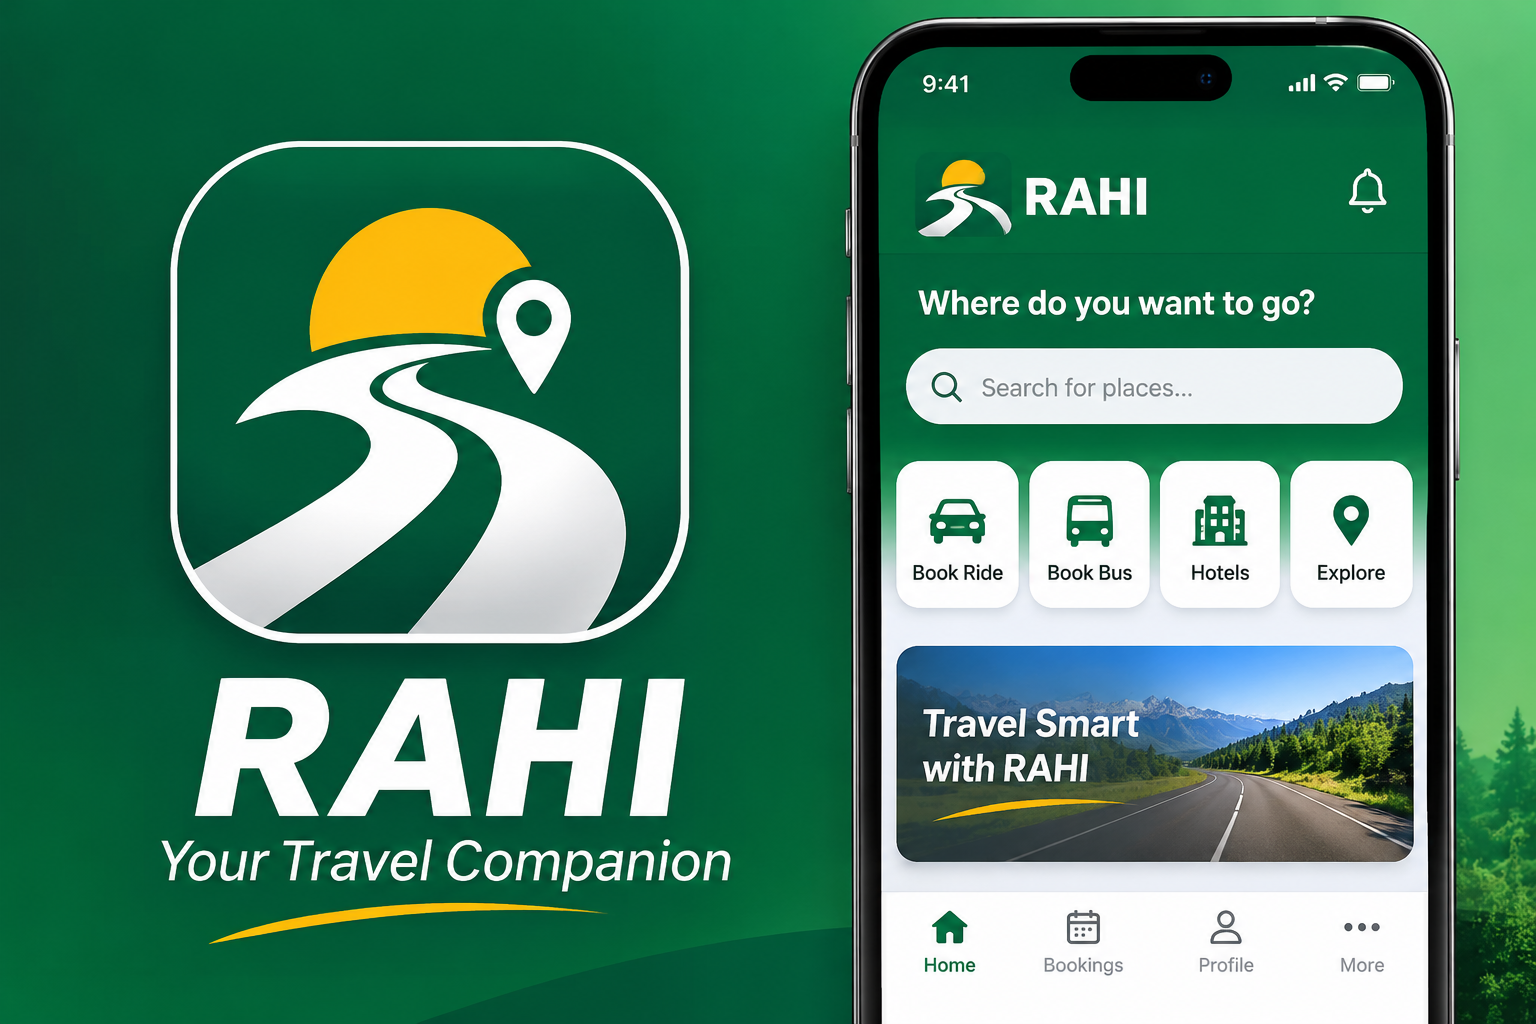 RAHI
Your Travel Companion
9:41
RAHI
Where do you want to go?
Search for places...
Book Ride
Book Bus
Hotels
Explore
Travel Smart
with RAHI
Home
Bookings
Profile
More